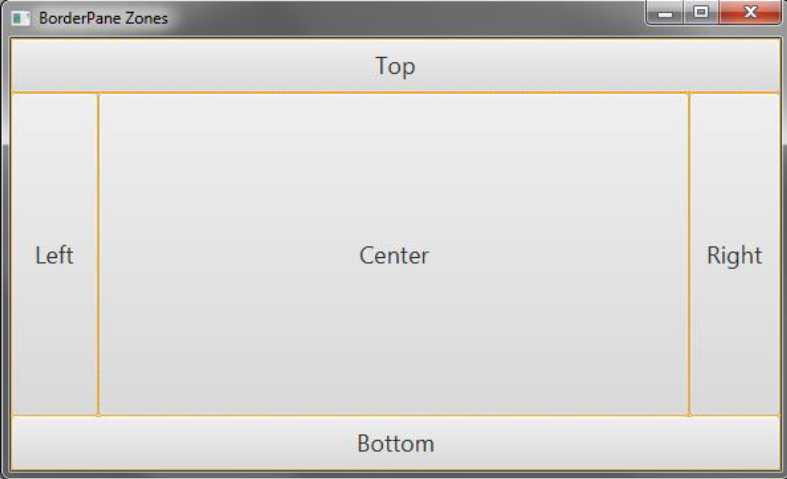 BorderPane Zones
Top
Left
Center
Right
Bottom